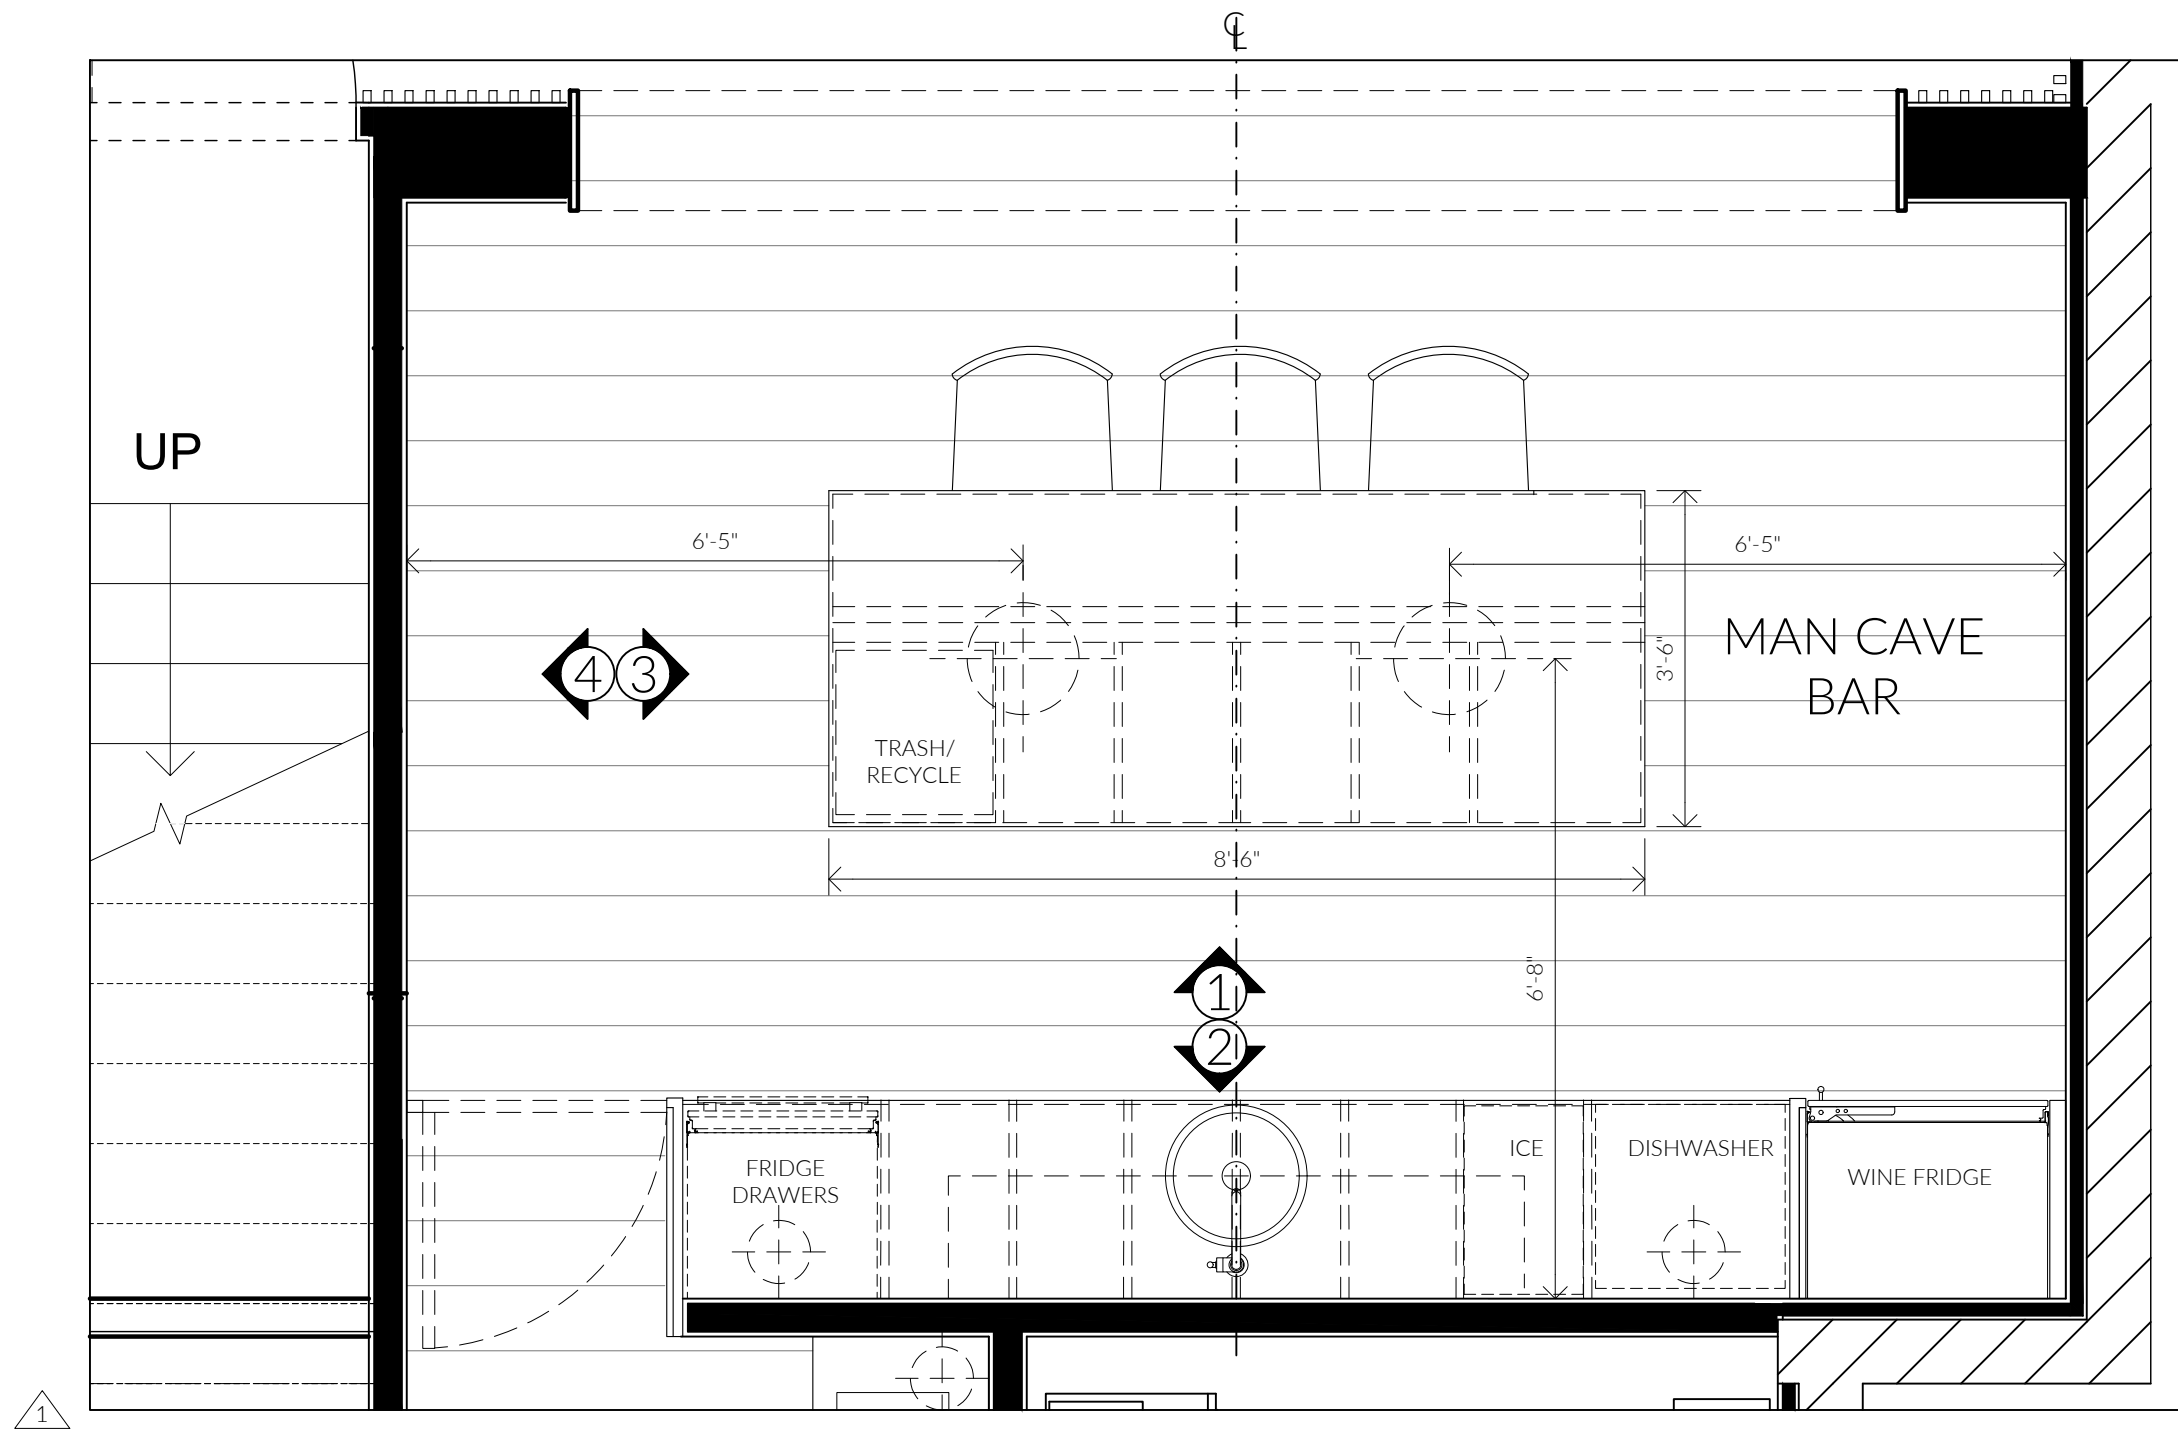 ℄
UP
6'-5"
6'-5"
MAN CAVE
BAR
3'-6"
4
3
TRASH/
RECYCLE
8'-6"
6'-8"
1
2
ICE
DISHWASHER
FRIDGE
DRAWERS
WINE FRIDGE
1